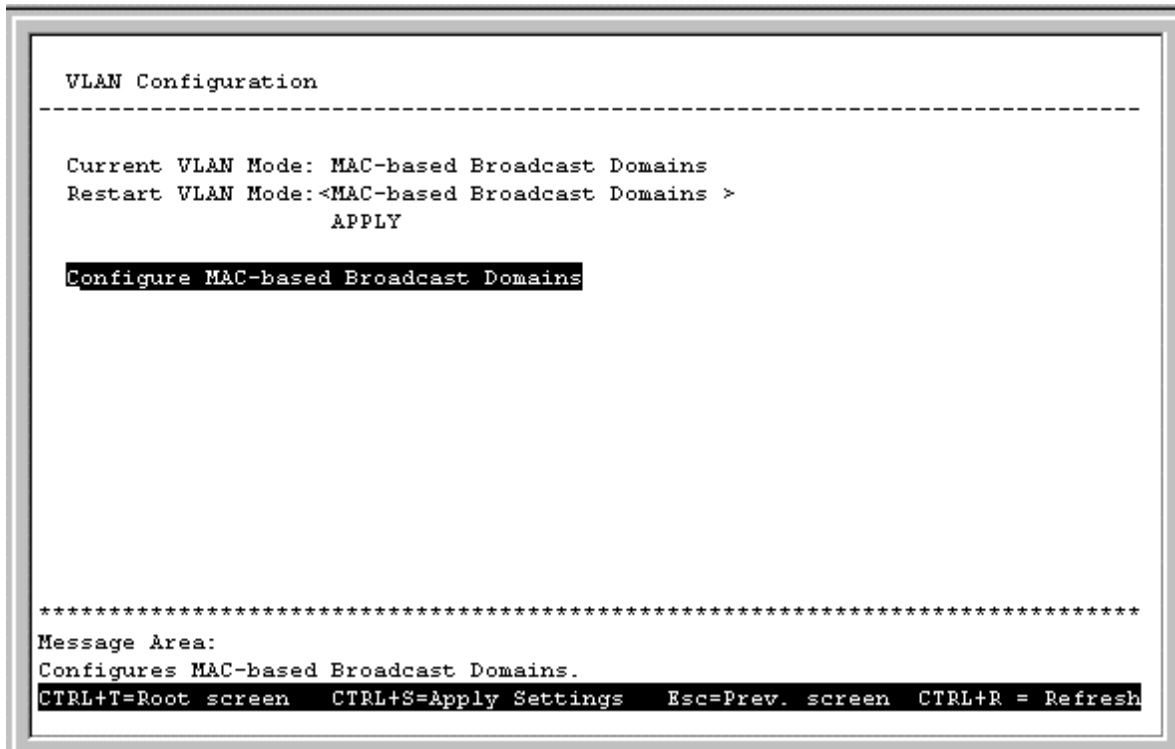 VLAN Configuration
-------------------------------------------------------------------------------
Current VLAN Mode: MAC-based Broadcast Domains
Restart VLAN Mode:<MAC-based Broadcast Domains >
APPLY
Configure MAC-based Broadcast Domains
*******************************************************************************
Message Area:
Configures MAC-based Broadcast Domains.
CTRL+T=Root screen   CTRL+S=Apply Settings   Esc=Prev. screen  CTRL+R = Refresh